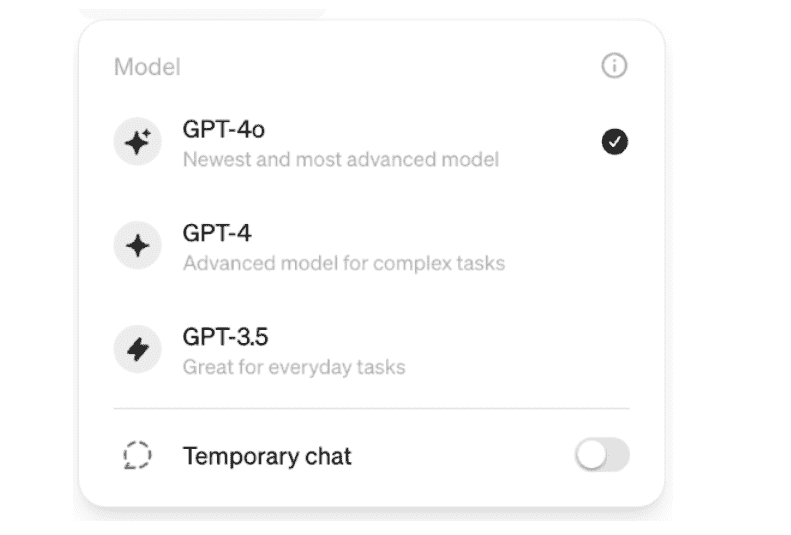 Model
GPT-4o
Newest and most advanced model
GPT-4
Advanced model for complex tasks
GPT-3.5
Great for everyday tasks
Temporary chat